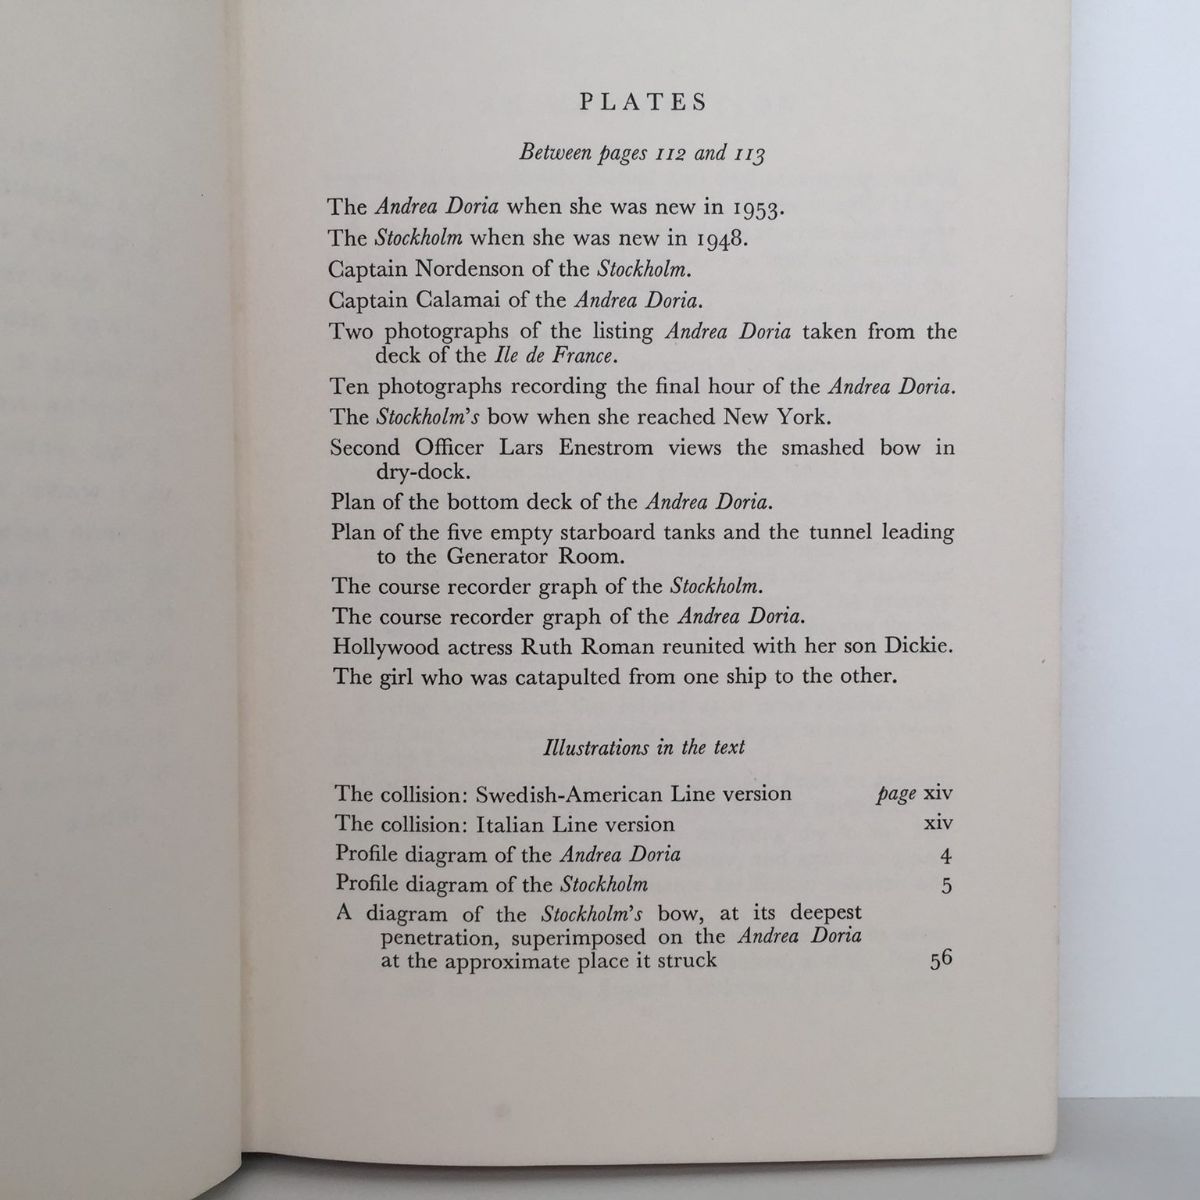 PLATES
Between pages 112 and 113
The Andrea Doria when she was new in 1953.
The Stockholm when she was new in 1948.
Captain Nordenson of the Stockholm.
Captain Calamai of the Andrea Doria.
Two photographs of the listing Andrea Doria taken from the
deck of the Ile de France.
Ten photographs recording the final hour of the Andrea Doria.
The Stockholm's bow when she reached New York.
Second Officer Lars Enestrom views the smashed bow in
dry-dock.
Plan of the bottom deck of the Andrea Doria.
Plan of the five empty starboard tanks and the tunnel leading
to the Generator Room.
The course recorder graph of the Stockholm.
The course recorder graph of the Andrea Doria.
Hollywood actress Ruth Roman reunited with her son Dickie.
The girl who was catapulted from one ship to the other.
Illustrations in the text
The collision: Swedish-American Line version page xiv
The collision: Italian Line version xiv
Profile diagram of the Andrea Doria 4
Profile diagram of the Stockholm 5
A diagram of the Stockholm's bow, at its deepest
penetration, superimposed on the Andrea Doria
at the approximate place it struck 56